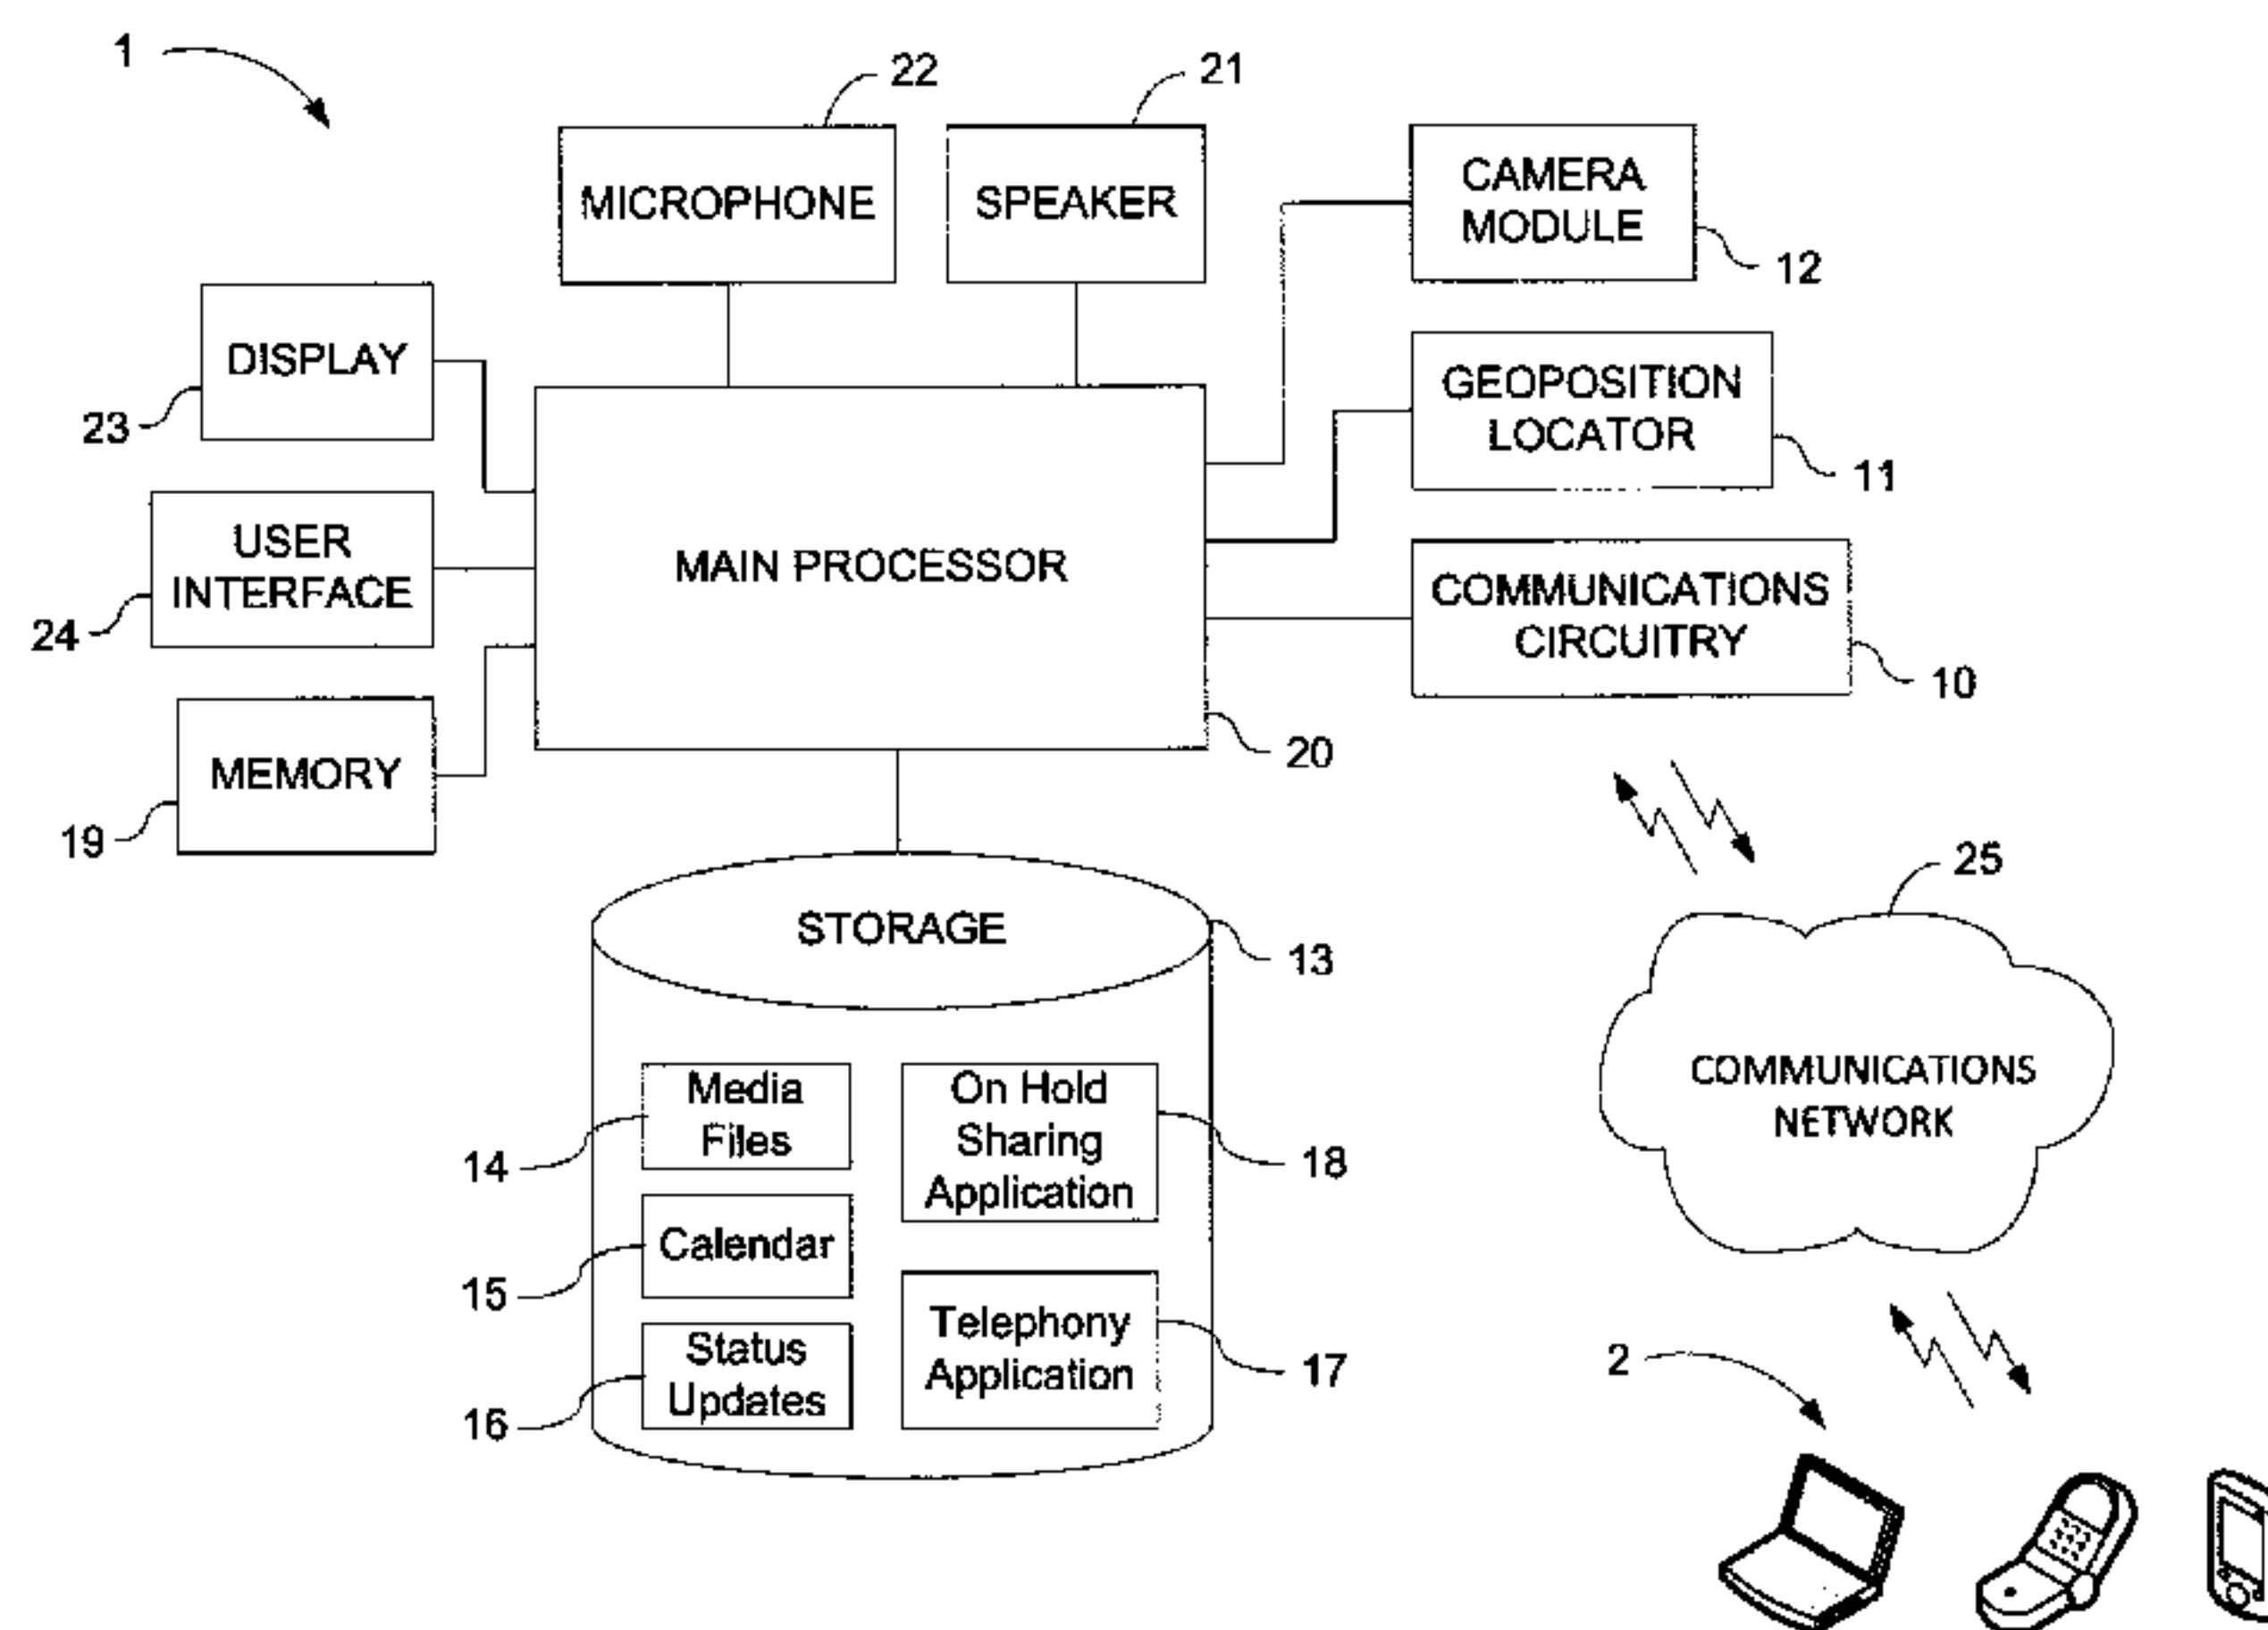 1
22
21
MICROPHONE
SPEAKER
CAMERA
MODULE
12
DISPLAY
23
GEOPOSITION
LOCATOR
11
USER
INTERFACE
24
MAIN PROCESSOR
20
COMMUNICATIONS
CIRCUITRY
10
MEMORY
19
STORAGE
13
25
COMMUNICATIONS
NETWORK
Media
Files
14
On Hold
Sharing
Application
18
Calendar
15
Status
Updates
16
Telephony
Application
17
2